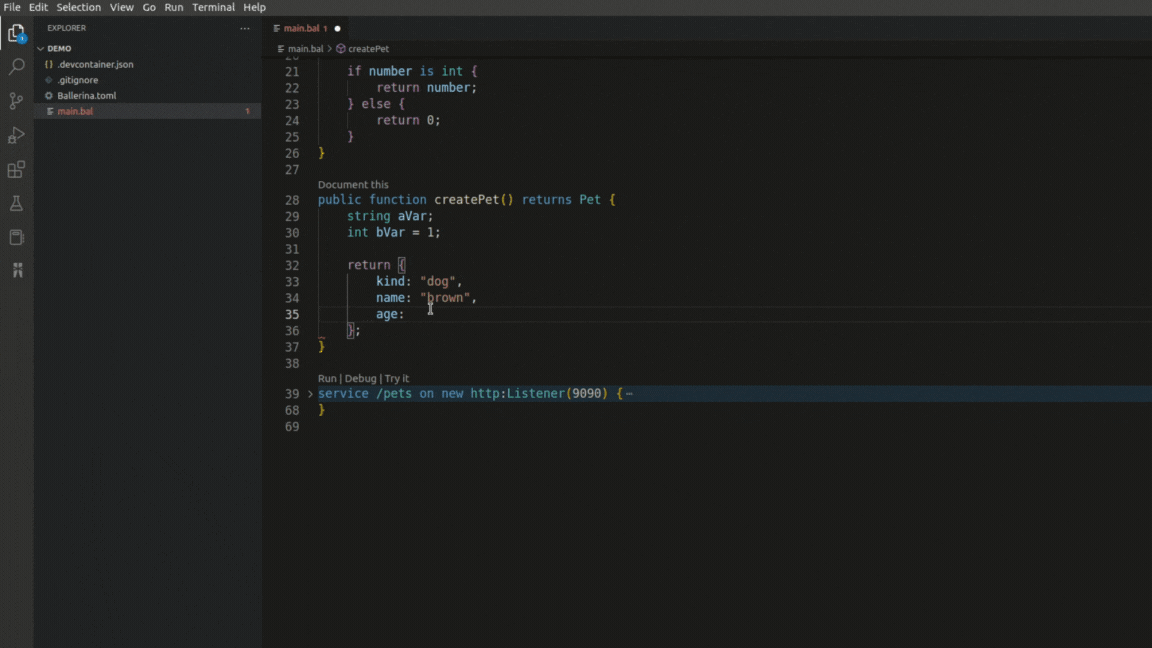 File Edit Selection View Go Run Terminal Help
EXPLORER ···
DEMO
{} .devcontainer.json
.gitignore
Ballerina.toml
main.bal 1
1
main.bal 1 ●
main.bal > createPet
20
21 if number is int {
22 return number;
23 } else {
24 return 0;
25 }
26 }
27
Document this
28 public function createPet() returns Pet {
29 string aVar;
30 int bVar = 1;
31
32 return {
33 kind: "dog",
34 name: "brown",
35 age:
36 };
37 }
38
Run | Debug | Try it
39 > service /pets on new http:Listener(9090) {···
68 }
69